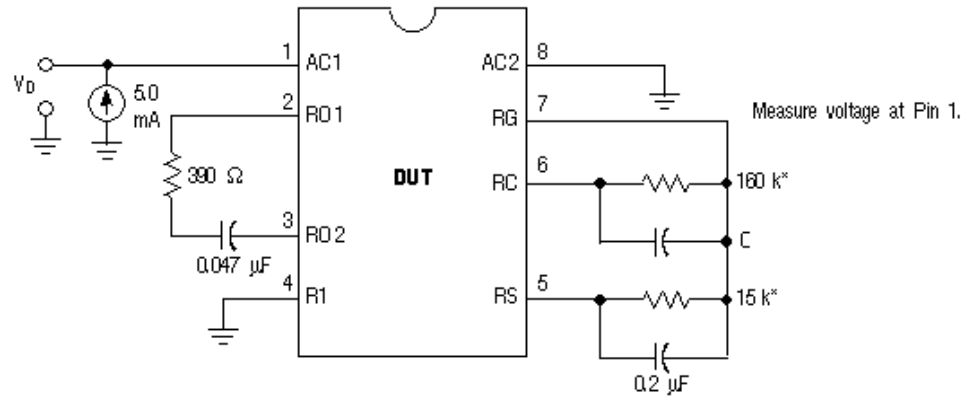 1
AC1
AC2
8
VD
5.0
mA
2
RO1
RG
7
Measure voltage at Pin 1.
390 Ω
DUT
6
RC
160 k*
3
RO2
C
0.047 μF
4
R1
RS
5
15 k*
0.2 μF